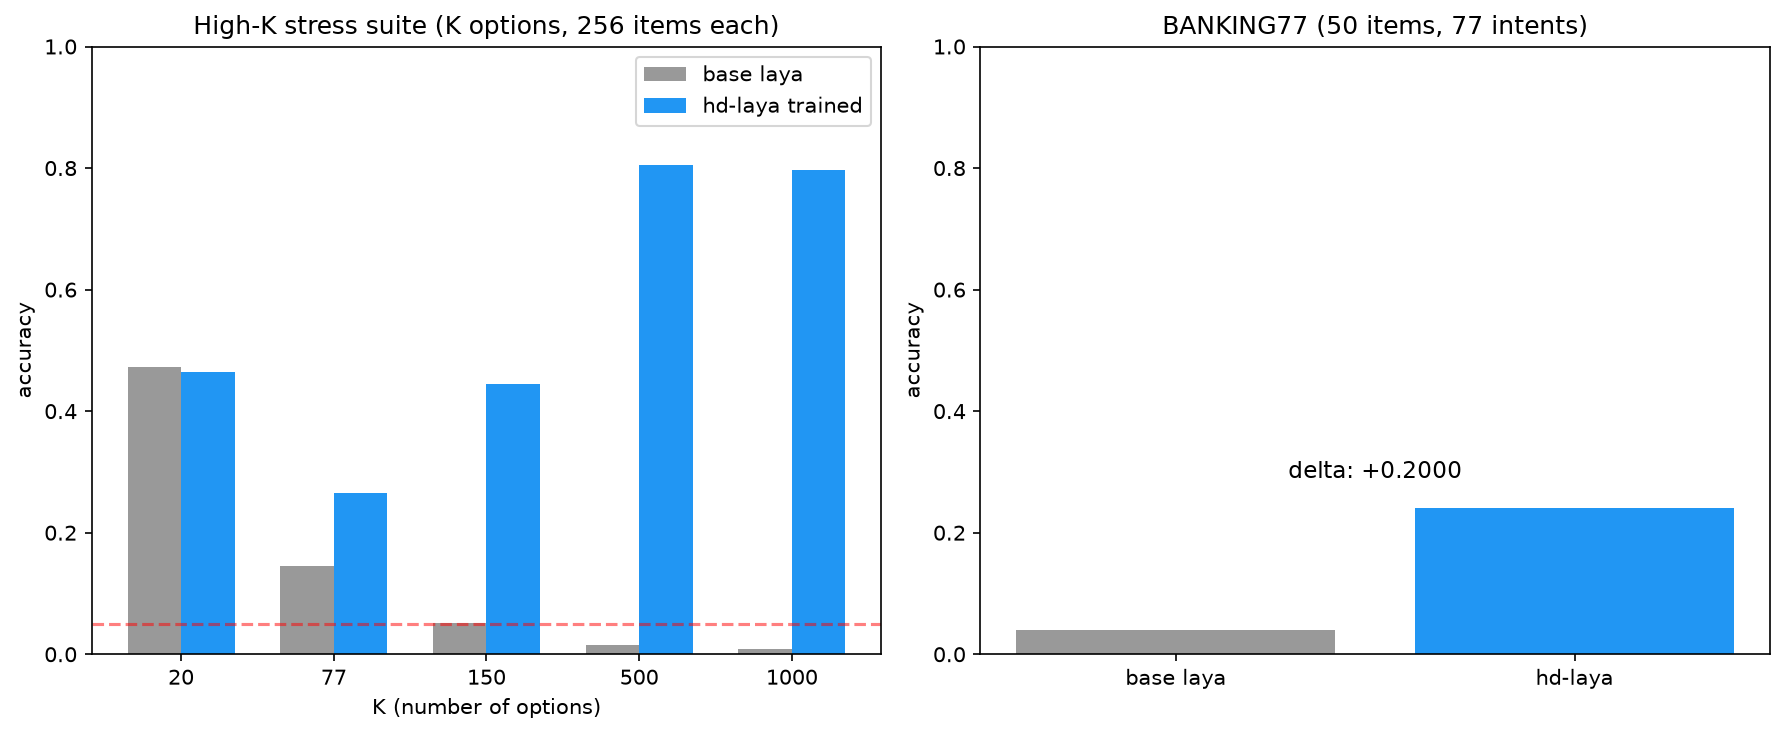 High-K stress suite (K options, 256 items each)
1.0
0.8
0.6
0.4
0.2
0.0
accuracy
base laya
hd-laya trained
20
77
150
500
1000
K (number of options)
BANKING77 (50 items, 77 intents)
1.0
0.8
0.6
0.4
0.2
0.0
accuracy
delta: +0.2000
base laya
hd-laya